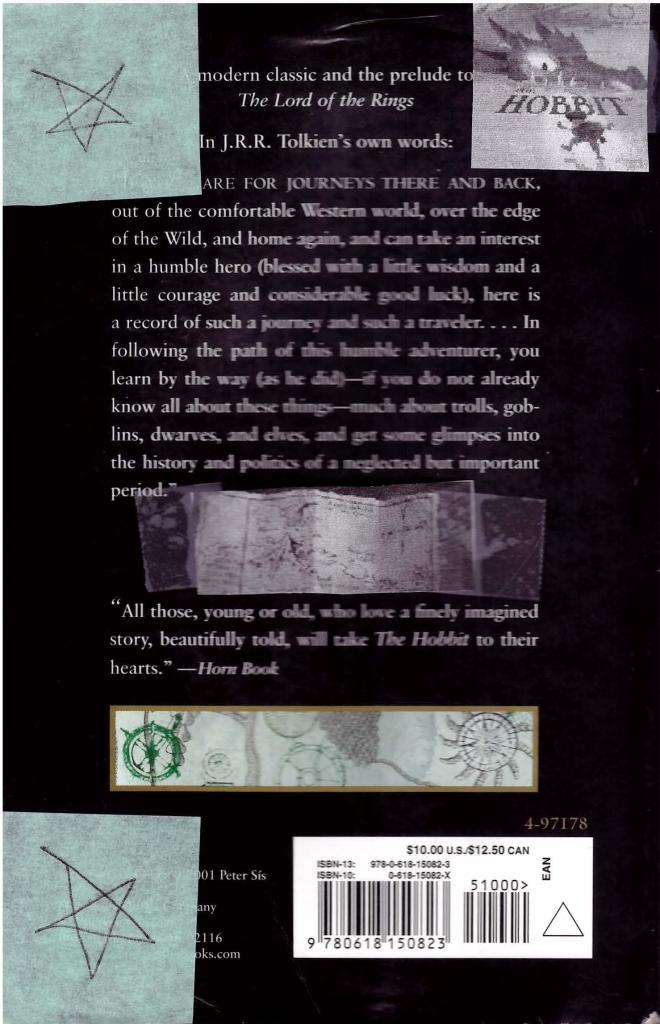 modern classic and the prelude to
The Lord of the Rings
HOBBIT
In J.R.R. Tolkien's own words:
ARE FOR JOURNEYS THERE AND BACK,
out of the comfortable Western world, over the edge
of the Wild, and home again, and can take an interest
in a humble hero (blessed with a little wisdom and a
little courage and considerable good luck), here is
a record of such a journey and such a traveler. . . . In
following the path of this humble adventurer, you
learn by the way (as he did)—if you do not already
know all about these things—much about trolls, gob-
lins, dwarves, and elves, and get some glimpses into
the history and politics of a neglected but important
period."
"All those, young or old, who love a finely imagined
story, beautifully told, will take The Hobbit to their
hearts." —Horn Book
4-97178
$10.00 U.S./$12.50 CAN
ISBN-13: 978-0-618-15082-3
ISBN-10: 0-618-15082-X
51000>
EAN
9 780618 150823
001 Peter Sís
any
2116
oks.com